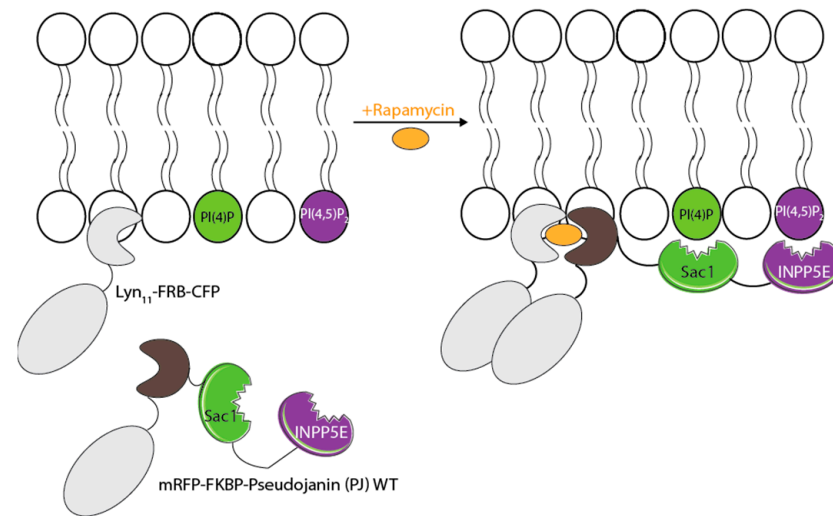 +Rapamycin
PI(4)P
PI(4,5)P₂
PI(4)P
PI(4,5)P₂
Sac1
INPP5E
Lyn₁₁-FRB-CFP
Sac1
INPP5E
mRFP-FKBP-Pseudojanin (PJ) WT